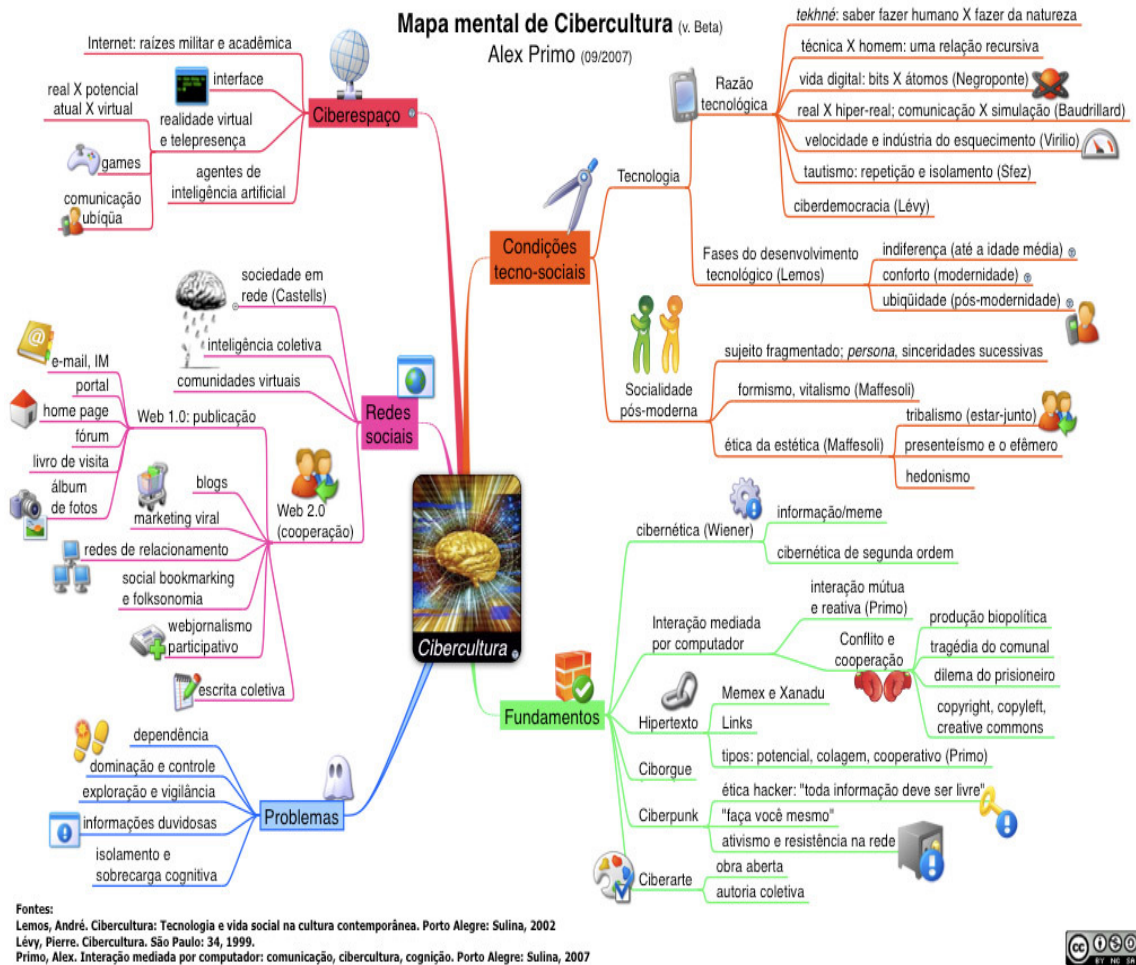 Mapa mental de Cibercultura (v. Beta)
Alex Primo (09/2007)
Cibercultura
Ciberespaço
Internet: raízes militar e acadêmica
interface
realidade virtual
e telepresença
real X potencial
atual X virtual
games
comunicação
ubíqüa
agentes de
inteligência artificial
Redes
sociais
sociedade em
rede (Castells)
inteligência coletiva
comunidades virtuais
Web 1.0: publicação
e-mail, IM
portal
home page
fórum
livro de visita
álbum
de fotos
Web 2.0
(cooperação)
blogs
marketing viral
redes de relacionamento
social bookmarking
e folksonomia
webjornalismo
participativo
escrita coletiva
Problemas
dependência
dominação e controle
exploração e vigilância
informações duvidosas
isolamento e
sobrecarga cognitiva
Condições
tecno-sociais
Tecnologia
Razão
tecnológica
tekhné: saber fazer humano X fazer da natureza
técnica X homem: uma relação recursiva
vida digital: bits X átomos (Negroponte)
real X hiper-real; comunicação X simulação (Baudrillard)
velocidade e indústria do esquecimento (Virilio)
tautismo: repetição e isolamento (Sfez)
ciberdemocracia (Lévy)
Fases do desenvolvimento
tecnológico (Lemos)
indiferença (até a idade média)
conforto (modernidade)
ubiqüidade (pós-modernidade)
Socialidade
pós-moderna
sujeito fragmentado; persona, sinceridades sucessivas
formismo, vitalismo (Maffesoli)
ética da estética (Maffesoli)
tribalismo (estar-junto)
presenteísmo e o efêmero
hedonismo
Fundamentos
cibernética (Wiener)
informação/meme
cibernética de segunda ordem
Interação mediada
por computador
interação mútua
e reativa (Primo)
Conflito e
cooperação
produção biopolítica
tragédia do comunal
dilema do prisioneiro
copyright, copyleft,
creative commons
Hipertexto
Memex e Xanadu
Links
tipos: potencial, colagem, cooperativo (Primo)
Ciborgue
Ciberpunk
ética hacker: "toda informação deve ser livre"
"faça você mesmo"
ativismo e resistência na rede
Ciberarte
obra aberta
autoria coletiva
Fontes:
Lemos, André. Cibercultura: Tecnologia e vida social na cultura contemporânea. Porto Alegre: Sulina, 2002
Lévy, Pierre. Cibercultura. São Paulo: 34, 1999.
Primo, Alex. Interação mediada por computador: comunicação, cibercultura, cognição. Porto Alegre: Sulina, 2007
cc
BY NC SA